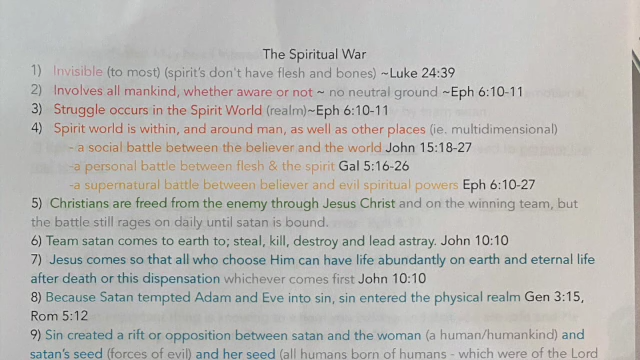 The Spiritual War
1) Invisible (to most) (spirit's don't have flesh and bones) ~Luke 24:39
2) Involves all mankind, whether aware or not ~ no neutral ground ~Eph 6:10-11
3) Struggle occurs in the Spirit World (realm)~Eph 6:10-11
4) Spirit world is within, and around man, as well as other places (ie. multidimensional)
- a social battle between the believer and the world John 15:18-27
-a personal battle between flesh & the spirit Gal 5:16-26
-a supernatural battle between believer and evil spiritual powers Eph 6:10-27
5) Christians are freed from the enemy through Jesus Christ and on the winning team, but
the battle still rages on daily until satan is bound.
6) Team satan comes to earth to; steal, kill, destroy and lead astray. John 10:10
7) Jesus comes so that all who choose Him can have life abundantly on earth and eternal life
after death or this dispensation whichever comes first John 10:10
8) Because Satan tempted Adam and Eve into sin, sin entered the physical realm Gen 3:15,
Rom 5:12
9) Sin created a rift or opposition between satan and the woman (a human/humankind) and
satan's seed (forces of evil) and her seed (all humans born of humans - which were of the Lord